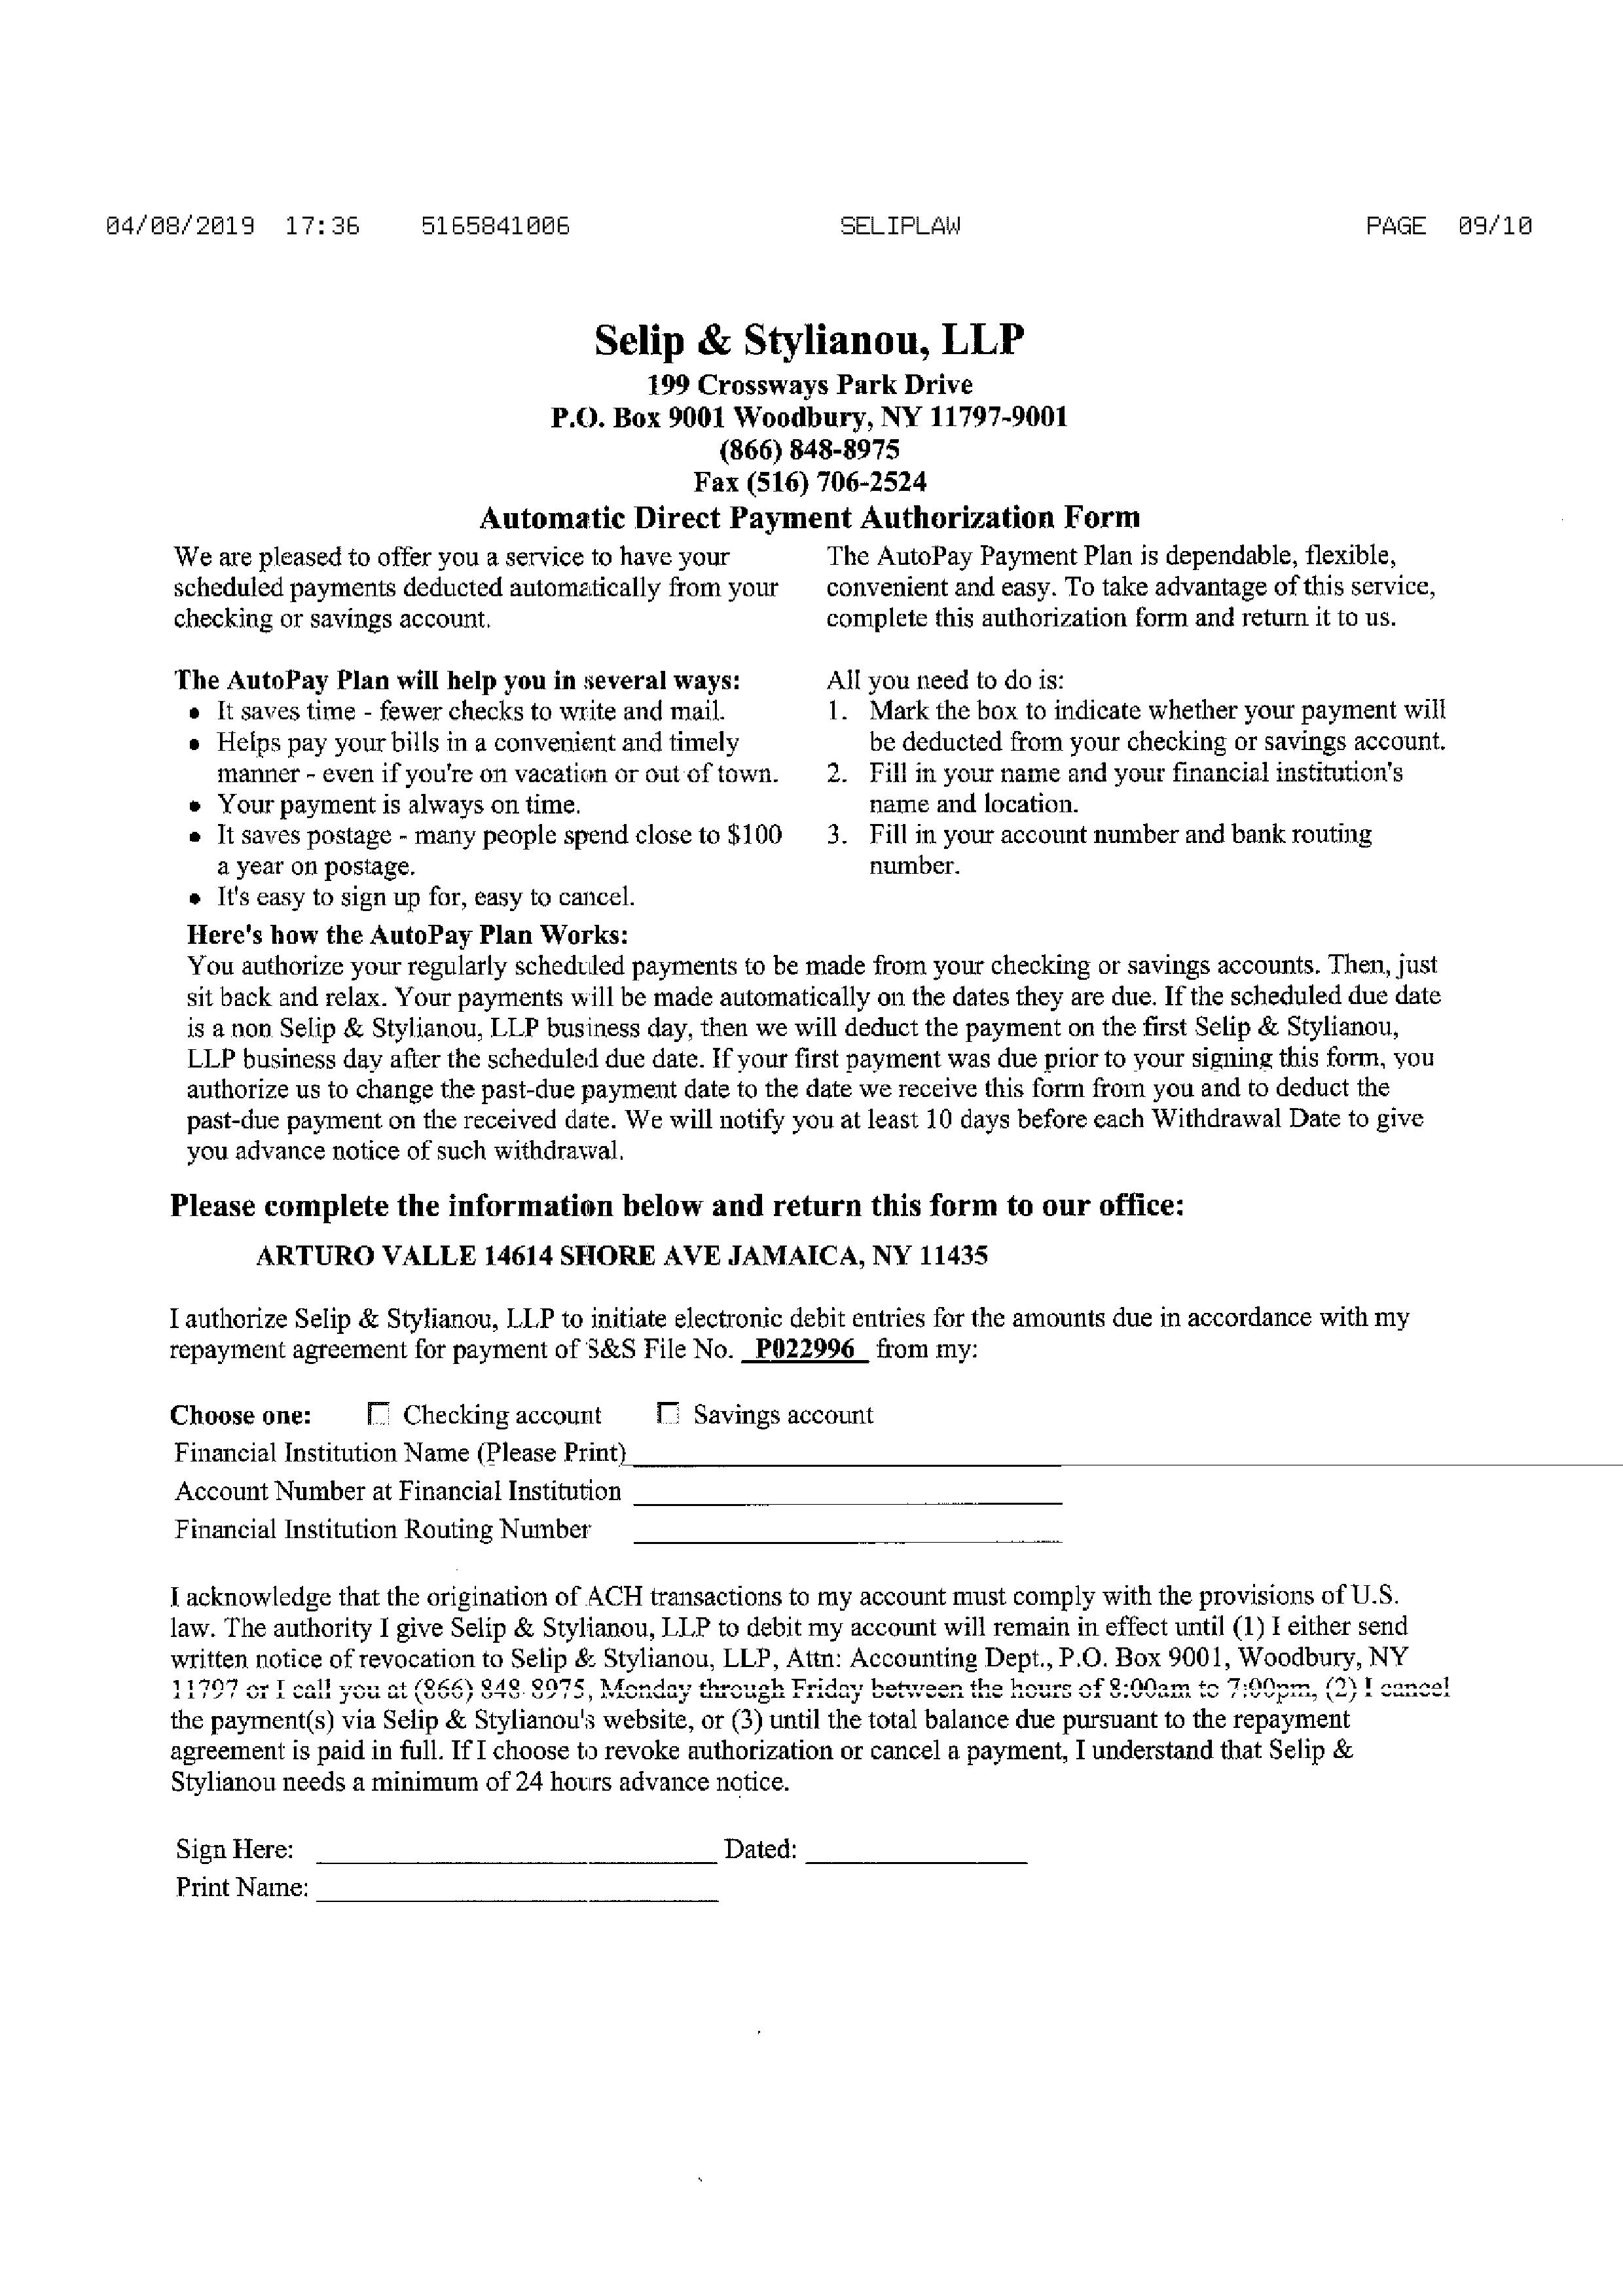 04/08/2019 17:36 5165841006 SELIPLAW PAGE 09/10
Selip & Stylianou, LLP
199 Crossways Park Drive
P.O. Box 9001 Woodbury, NY 11797-9001
(866) 848-8975
Fax (516) 706-2524
Automatic Direct Payment Authorization Form
We are pleased to offer you a service to have your
scheduled payments deducted automatically from your
checking or savings account.
The AutoPay Payment Plan is dependable, flexible,
convenient and easy. To take advantage of this service,
complete this authorization form and return it to us.
The AutoPay Plan will help you in several ways:
• It saves time - fewer checks to write and mail.
• Helps pay your bills in a convenient and timely
manner - even if you're on vacation or out of town.
• Your payment is always on time.
• It saves postage - many people spend close to $100
a year on postage.
• It's easy to sign up for, easy to cancel.
All you need to do is:
1. Mark the box to indicate whether your payment will
be deducted from your checking or savings account.
2. Fill in your name and your financial institution's
name and location.
3. Fill in your account number and bank routing
number.
Here's how the AutoPay Plan Works:
You authorize your regularly scheduled payments to be made from your checking or savings accounts. Then, just
sit back and relax. Your payments will be made automatically on the dates they are due. If the scheduled due date
is a non Selip & Stylianou, LLP business day, then we will deduct the payment on the first Selip & Stylianou,
LLP business day after the scheduled due date. If your first payment was due prior to your signing this form, you
authorize us to change the past-due payment date to the date we receive this form from you and to deduct the
past-due payment on the received date. We will notify you at least 10 days before each Withdrawal Date to give
you advance notice of such withdrawal.
Please complete the information below and return this form to our office:
ARTURO VALLE 14614 SHORE AVE JAMAICA, NY 11435
I authorize Selip & Stylianou, LLP to initiate electronic debit entries for the amounts due in accordance with my
repayment agreement for payment of S&S File No. P022996 from my:
Choose one: Checking account Savings account
Financial Institution Name (Please Print)
Account Number at Financial Institution
Financial Institution Routing Number
I acknowledge that the origination of ACH transactions to my account must comply with the provisions of U.S.
law. The authority I give Selip & Stylianou, LLP to debit my account will remain in effect until (1) I either send
written notice of revocation to Selip & Stylianou, LLP, Attn: Accounting Dept., P.O. Box 9001, Woodbury, NY
11797 or I call you at (866) 848-8975, Monday through Friday between the hours of 8:00am to 7:00pm, (2) I cancel
the payment(s) via Selip & Stylianou's website, or (3) until the total balance due pursuant to the repayment
agreement is paid in full. If I choose to revoke authorization or cancel a payment, I understand that Selip &
Stylianou needs a minimum of 24 hours advance notice.
Sign Here: Dated:
Print Name: